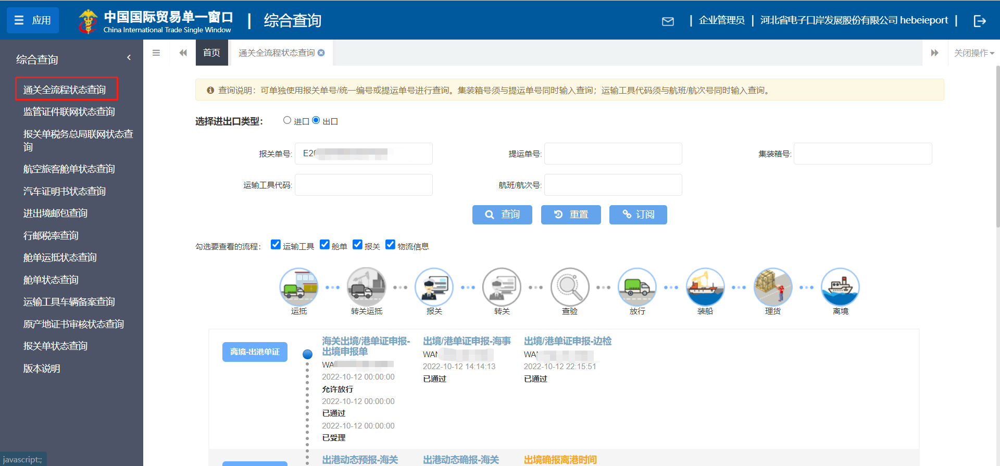 应用
中国国际贸易单一窗口
China International Trade Single Window
综合查询
企业管理员
河北省电子口岸发展股份有限公司 hebeieport
综合查询
首页
通关全流程状态查询
关闭操作
通关全流程状态查询
监管证件联网状态查询
报关单税务总局联网状态查
询
航空旅客舱单状态查询
汽车证明书状态查询
进出境邮包查询
行邮税率查询
舱单运抵状态查询
舱单状态查询
运输工具车辆备案查询
原产地证书审核状态查询
报关单状态查询
版本说明
查询说明：可单独使用报关单号/统一编号或提运单号进行查询。集装箱号须与提运单号同时输入查询；运输工具代码须与航班/航次号同时输入查询。
选择进出口类型：
进口
出口
报关单号:
E20
提运单号:
集装箱号:
运输工具代码:
航班/航次号:
查询
重置
订阅
勾选要查看的流程：
运输工具
舱单
报关
物流信息
运抵
转关运抵
报关
转关
查验
放行
装船
理货
离境
离境-出港单证
海关出境/港单证申报-
出境申报单
WA
2022-10-12 00:00:00
允许放行
2022-10-12 00:00:00
已通过
2022-10-12 00:00:00
已受理
出境/港单证申报-海事
WAN
2022-10-12 14:14:13
已通过
出境/港单证申报-边检
WA
2022-10-12 22:15:51
已通过
出港动态预报-海关
出港动态确报-海关
出境确报离港时间
javascript:;